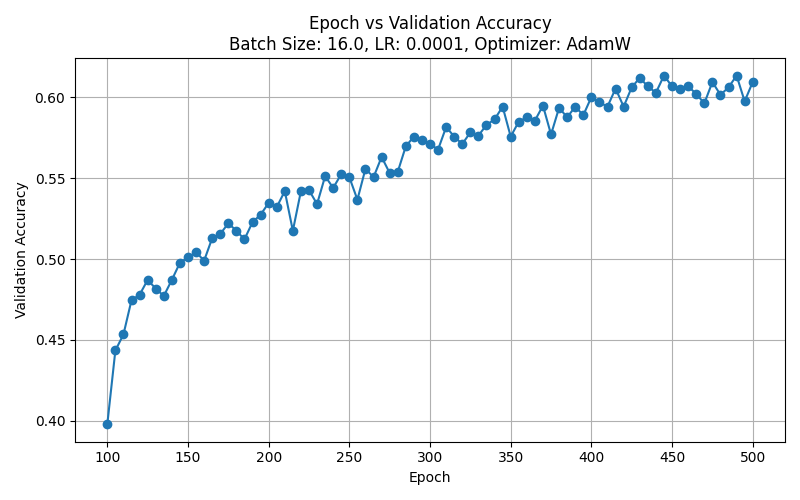 Epoch vs Validation Accuracy
Batch Size: 16.0, LR: 0.0001, Optimizer: AdamW
Validation Accuracy
0.60
0.55
0.50
0.45
0.40
100 150 200 250 300 350 400 450 500
Epoch